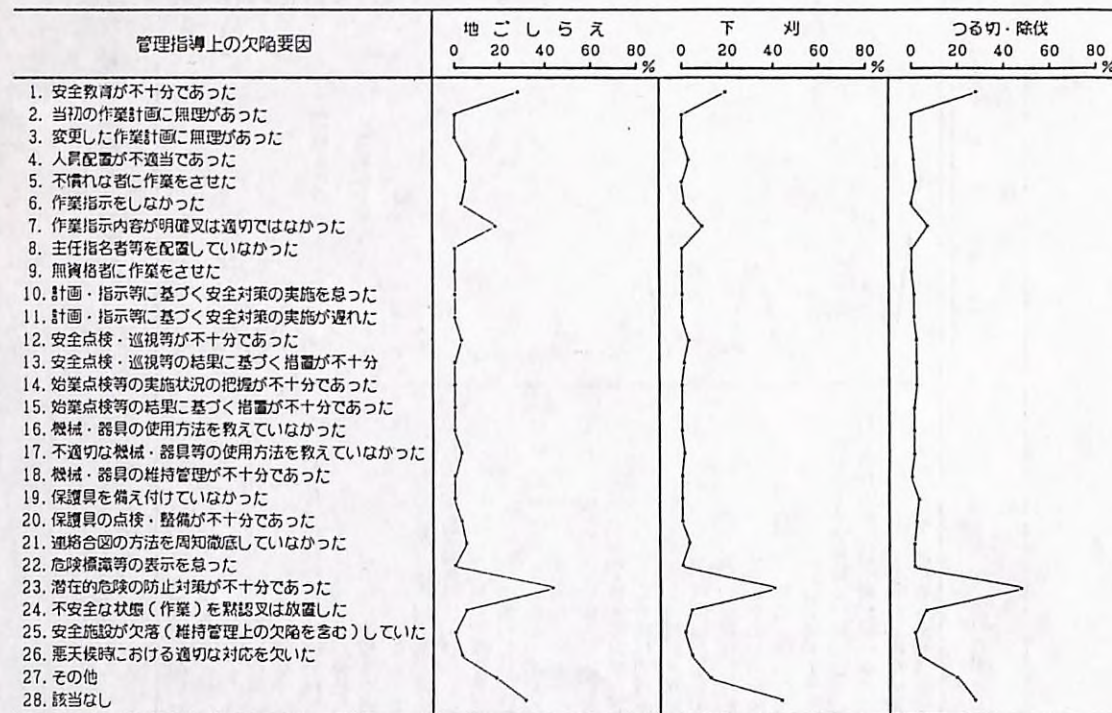 管理指導上の欠陥要因
地ごしらえ
0 20 40 60 80 %
下刈
0 20 40 60 80 %
つる切・除伐
0 20 40 60 80 %
1. 安全教育が不十分であった
2. 当初の作業計画に無理があった
3. 変更した作業計画に無理があった
4. 人員配置が不適当であった
5. 不慣れな者に作業をさせた
6. 作業指示をしなかった
7. 作業指示内容が明確叉は適切ではなかった
8. 主任指名者等を配置していなかった
9. 無資格者に作業をさせた
10. 計画・指示等に基づく安全対策の実施を怠った
11. 計画・指示等に基づく安全対策の実施が遅れた
12. 安全点検・巡視等が不十分であった
13. 安全点検・巡視等の結果に基づく措置が不十分
14. 始業点検等の実施状況の把握が不十分であった
15. 始業点検等の結果に基づく措置が不十分であった
16. 機械・器具の使用方法を教えていなかった
17. 不適切な機械・器具等の使用方法を教えていなかった
18. 機械・器具の維持管理が不十分であった
19. 保護具を備え付けていなかった
20. 保護具の点検・整備が不十分であった
21. 連絡合図の方法を周知徹底していなかった
22. 危険標識等の表示を怠った
23. 潜在的危険の防止対策が不十分であった
24. 不安全な状態(作業)を黙認叉は放置した
25. 安全施設が欠落(維持管理上の欠陥を含む)していた
26. 悪天候時における適切な対応を欠いた
27. その他
28. 該当なし